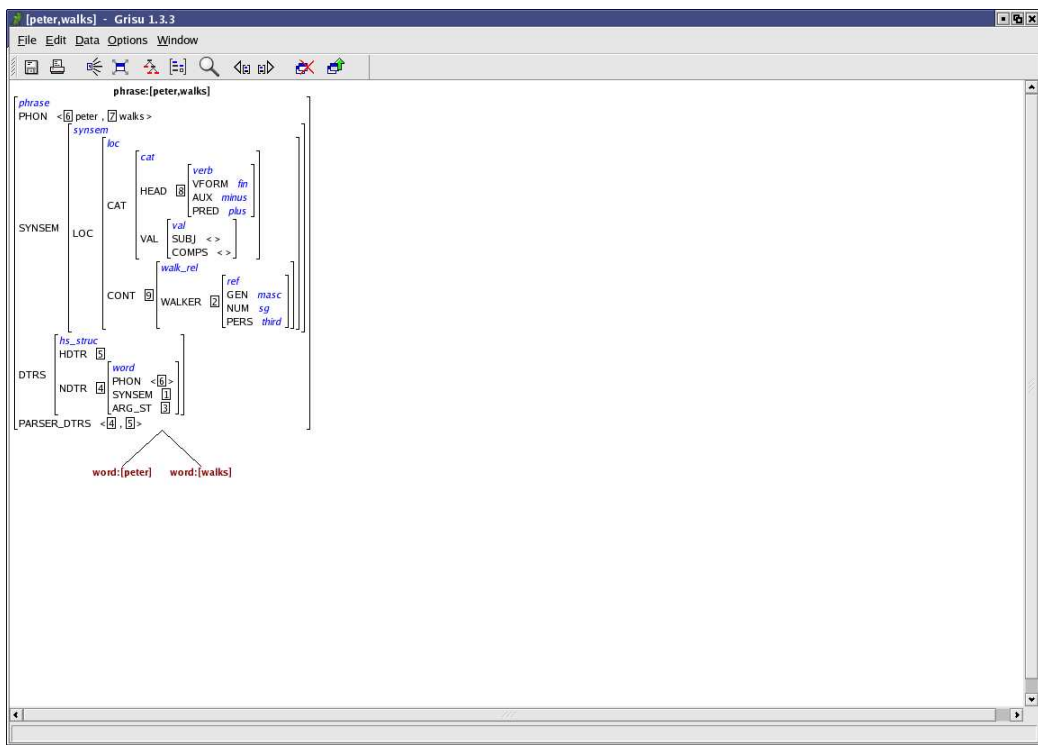 [peter,walks] - Grisu 1.3.3
File Edit Data Options Window
phrase:[peter,walks]
phrase
PHON <6 peter , 7 walks >
synsem
loc
cat
verb
VFORM fin
HEAD 8
AUX minus
CAT
PRED plus
val
SYNSEM LOC
VAL SUBJ < >
COMPS < >
walk_rel
ref
GEN masc
CONT 9 WALKER 2
NUM sg
PERS third
hs_struc
HDTR 5
word
DTRS
PHON <6>
NDTR 4
SYNSEM 1
ARG_ST 3
PARSER_DTRS <4 , 5>
word:[peter] word:[walks]